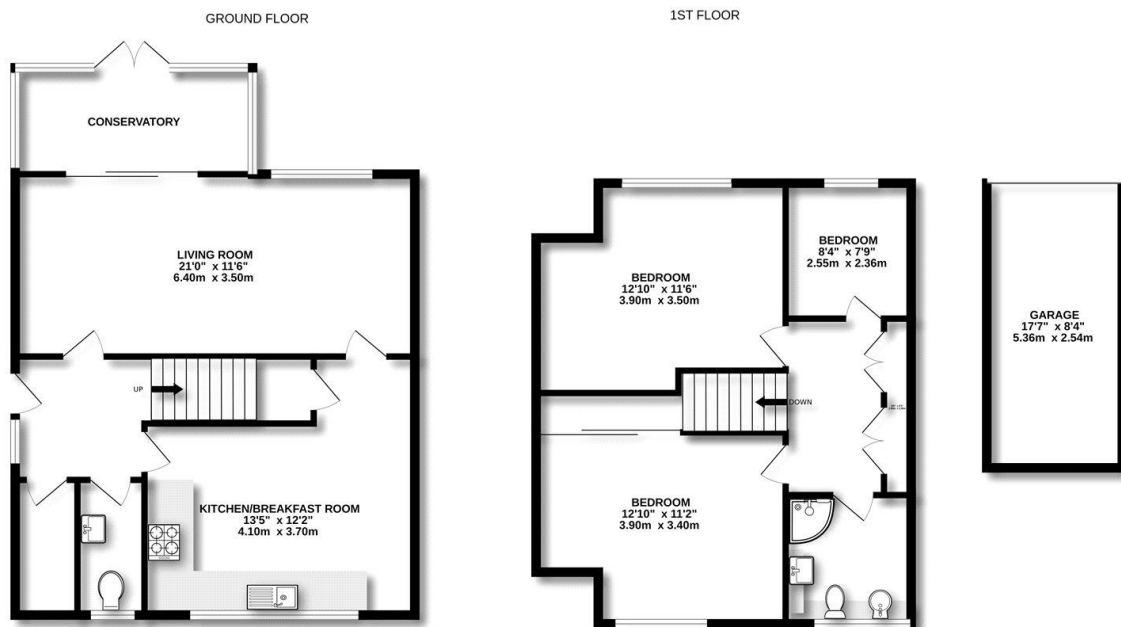 GROUND FLOOR
1ST FLOOR
CONSERVATORY
LIVING ROOM
21'0" x 11'6"
6.40m x 3.50m
UP
KITCHEN/BREAKFAST ROOM
13'5" x 12'2"
4.10m x 3.70m
BEDROOM
8'4" x 7'9"
2.55m x 2.36m
BEDROOM
12'10" x 11'6"
3.90m x 3.50m
DOWN
BEDROOM
12'10" x 11'2"
3.90m x 3.40m
GARAGE
17'7" x 8'4"
5.36m x 2.54m